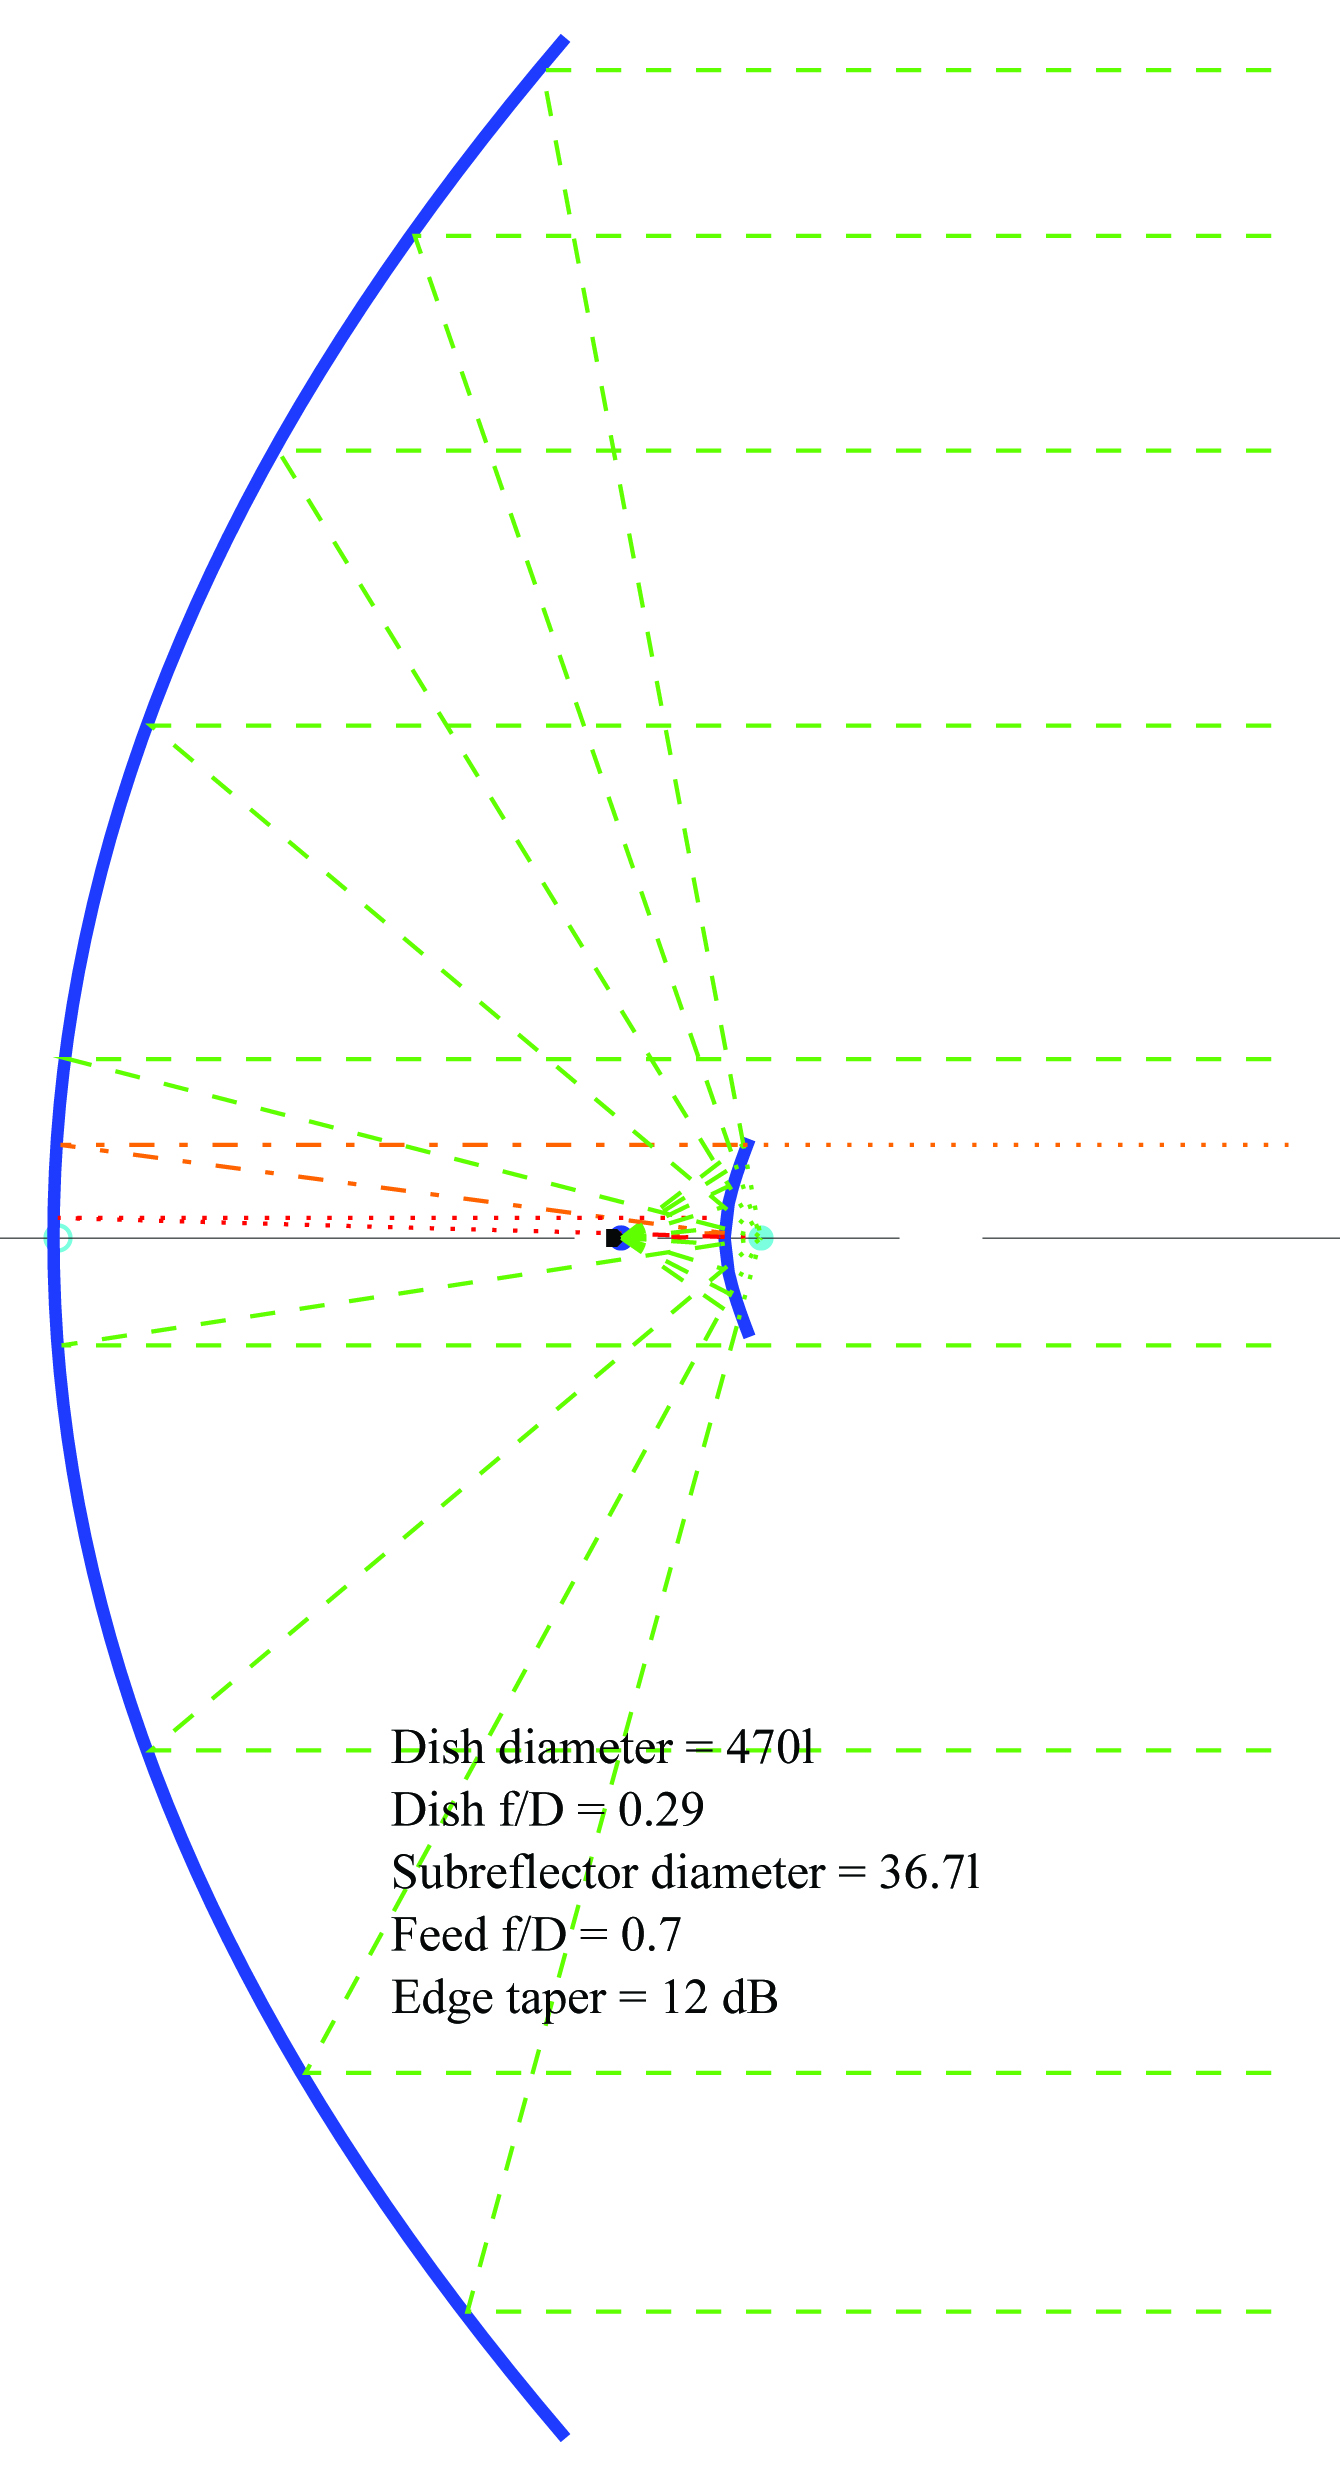 Dish diameter = 470l
Dish f/D = 0.29
Subreflector diameter = 36.7l
Feed f/D = 0.7
Edge taper = 12 dB